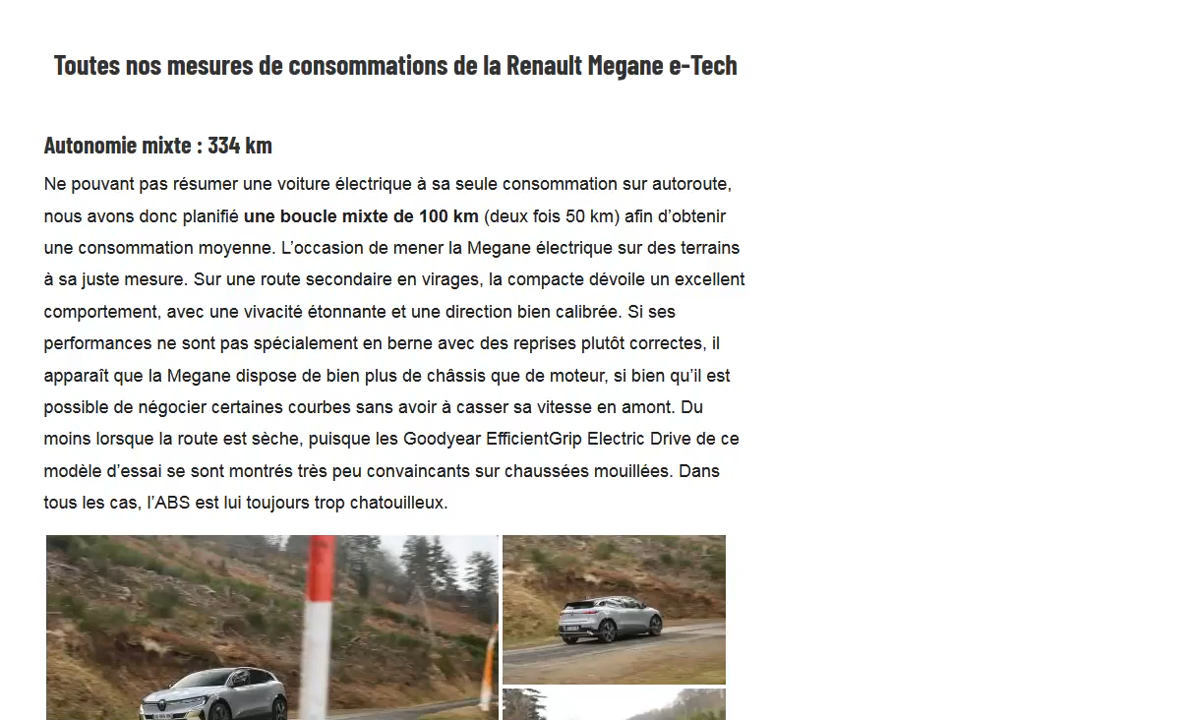 Toutes nos mesures de consommations de la Renault Megane e-Tech
Autonomie mixte : 334 km
Ne pouvant pas résumer une voiture électrique à sa seule consommation sur autoroute,
nous avons donc planifié une boucle mixte de 100 km (deux fois 50 km) afin d’obtenir
une consommation moyenne. L’occasion de mener la Megane électrique sur des terrains
à sa juste mesure. Sur une route secondaire en virages, la compacte dévoile un excellent
comportement, avec une vivacité étonnante et une direction bien calibrée. Si ses
performances ne sont pas spécialement en berne avec des reprises plutôt correctes, il
apparaît que la Megane dispose de bien plus de châssis que de moteur, si bien qu’il est
possible de négocier certaines courbes sans avoir à casser sa vitesse en amont. Du
moins lorsque la route est sèche, puisque les Goodyear EfficientGrip Electric Drive de ce
modèle d’essai se sont montrés très peu convaincants sur chaussées mouillées. Dans
tous les cas, l’ABS est lui toujours trop chatouilleux.